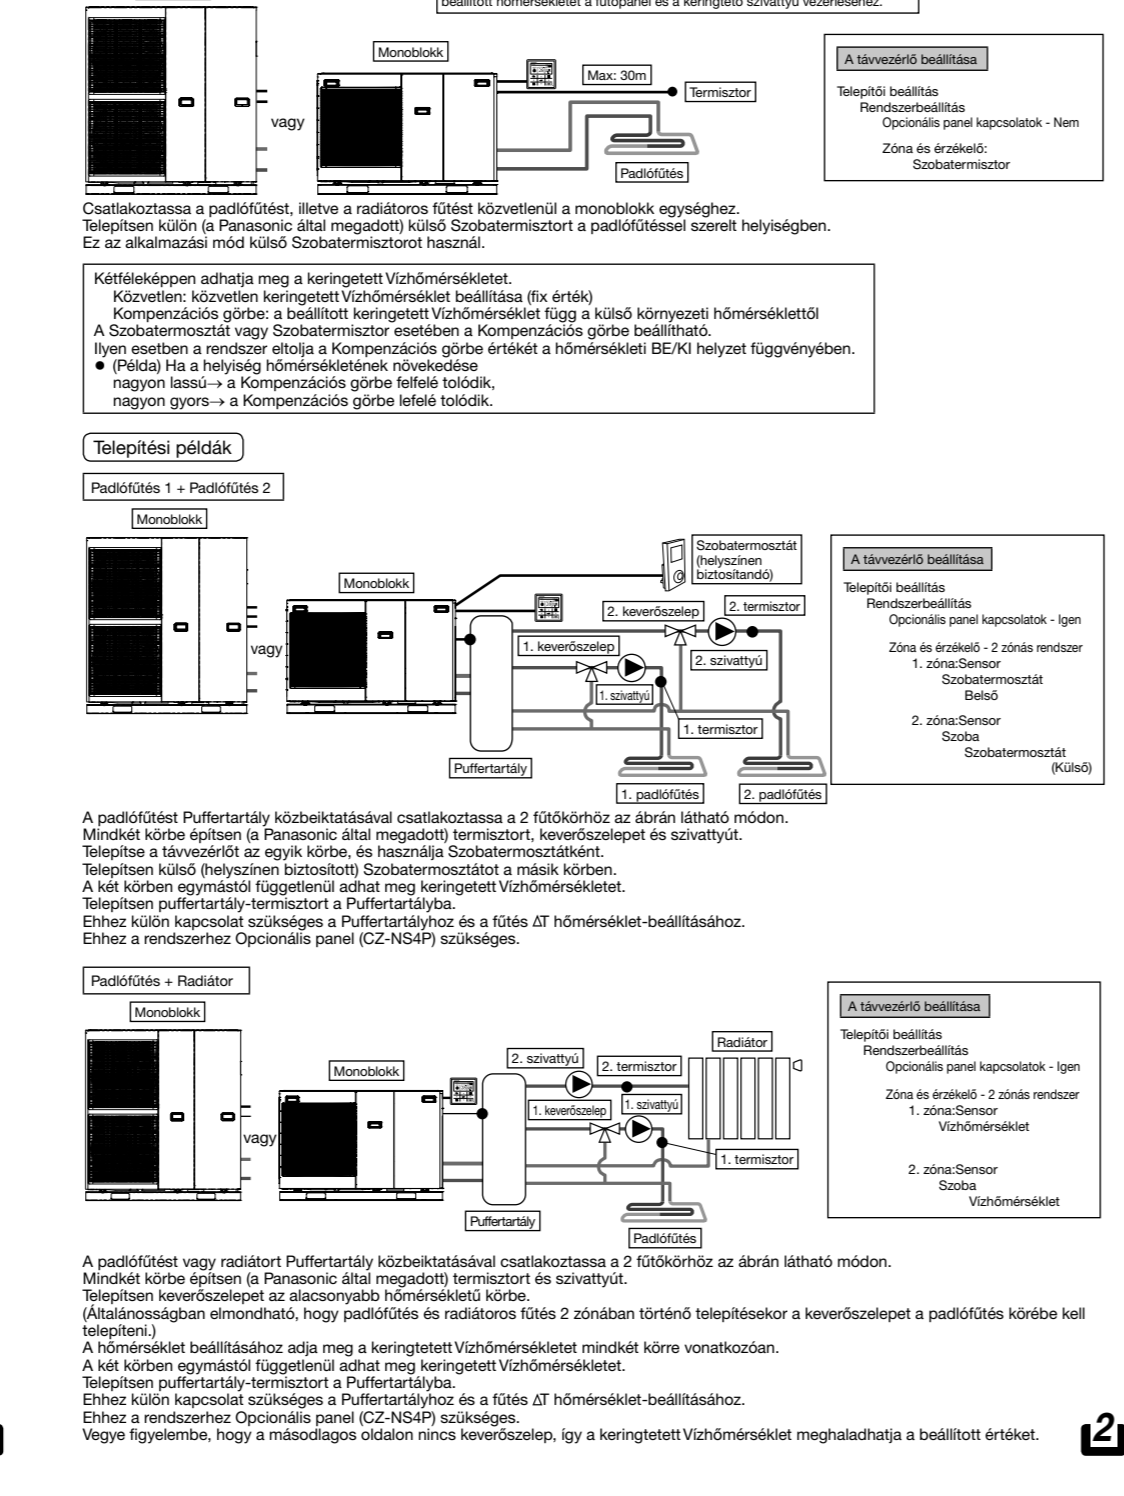 beállított hőmérsékletet a fűtőpanel és a keringtető szivattyú vezérléséhez.
Monoblokk
Max: 30m
Termisztor
vagy
Padlófűtés
A távvezérlő beállítása
Telepítői beállítás
Rendszerbeállítás
Opcionális panel kapcsolatok - Nem
Zóna és érzékelő:
Szobatermisztor
Csatlakoztassa a padlófűtést, illetve a radiátoros fűtést közvetlenül a monoblokk egységhez.
Telepítsen külön (a Panasonic által megadott) külső Szobatermisztort a padlófűtéssel szerelt helyiségben.
Ez az alkalmazási mód külső Szobatermisztorot használ.
Kétféleképpen adhatja meg a keringetett Vízhőmérsékletet.
Közvetlen: közvetlen keringetett Vízhőmérséklet beállítása (fix érték)
Kompenzációs görbe: a beállított keringetett Vízhőmérséklet függ a külső környezeti hőmérséklettől
A Szobatermosztát vagy Szobatermisztor esetében a Kompenzációs görbe beállítható.
Ilyen esetben a rendszer eltolja a Kompenzációs görbe értékét a hőmérsékleti BE/KI helyzet függvényében.
● (Példa) Ha a helyiség hőmérsékletének növekedése
nagyon lassú→ a Kompenzációs görbe felfelé tolódik,
nagyon gyors→ a Kompenzációs görbe lefelé tolódik.
Telepítési példák
Padlófűtés 1 + Padlófűtés 2
Monoblokk
vagy
Monoblokk
Szobatermosztát
(helyszínen
biztosítandó)
2. keverőszelep
2. termisztor
1. keverőszelep
2. szivattyú
1. szivattyú
1. termisztor
Puffertartály
1. padlófűtés
2. padlófűtés
A távvezérlő beállítása
Telepítői beállítás
Rendszerbeállítás
Opcionális panel kapcsolatok - Igen
Zóna és érzékelő - 2 zónás rendszer
1. zóna:Sensor
Szobatermosztát
Belső
2. zóna:Sensor
Szoba
Szobatermosztát
(Külső)
A padlófűtést Puffertartály közbeiktatásával csatlakoztassa a 2 fűtőkörhöz az ábrán látható módon.
Mindkét körbe építsen (a Panasonic által megadott) termisztort, keverőszelepet és szivattyút.
Telepítse a távvezérlőt az egyik körbe, és használja Szobatermosztátként.
Telepítsen külső (helyszínen biztosított) Szobatermosztátot a másik körben.
A két körben egymástól függetlenül adhat meg keringetett Vízhőmérsékletet.
Telepítsen puffertartály-termisztort a Puffertartályba.
Ehhez külön kapcsolat szükséges a Puffertartályhoz és a fűtés ΔT hőmérséklet-beállításához.
Ehhez a rendszerhez Opcionális panel (CZ-NS4P) szükséges.
Padlófűtés + Radiátor
Monoblokk
vagy
Monoblokk
2. szivattyú
2. termisztor
Radiátor
1. keverőszelep
1. szivattyú
1. termisztor
Puffertartály
Padlófűtés
A távvezérlő beállítása
Telepítői beállítás
Rendszerbeállítás
Opcionális panel kapcsolatok - Igen
Zóna és érzékelő - 2 zónás rendszer
1. zóna:Sensor
Vízhőmérséklet
2. zóna:Sensor
Szoba
Vízhőmérséklet
A padlófűtést vagy radiátort Puffertartály közbeiktatásával csatlakoztassa a 2 fűtőkörhöz az ábrán látható módon.
Mindkét körbe építsen (a Panasonic által megadott) termisztort és szivattyút.
Telepítsen keverőszelepet az alacsonyabb hőmérsékletű körbe.
(Általánosságban elmondható, hogy padlófűtés és radiátoros fűtés 2 zónában történő telepítésekor a keverőszelepet a padlófűtés körébe kell
telepíteni.)
A hőmérséklet beállításához adja meg a keringtetett Vízhőmérsékletet mindkét körre vonatkozóan.
A két körben egymástól függetlenül adhat meg keringetett Vízhőmérsékletet.
Telepítsen puffertartály-termisztort a Puffertartályba.
Ehhez külön kapcsolat szükséges a Puffertartályhoz és a fűtés ΔT hőmérséklet-beállításához.
Ehhez a rendszerhez Opcionális panel (CZ-NS4P) szükséges.
Vegye figyelembe, hogy a másodlagos oldalon nincs keverőszelep, így a keringtetett Vízhőmérséklet meghaladhatja a beállított értéket.
2